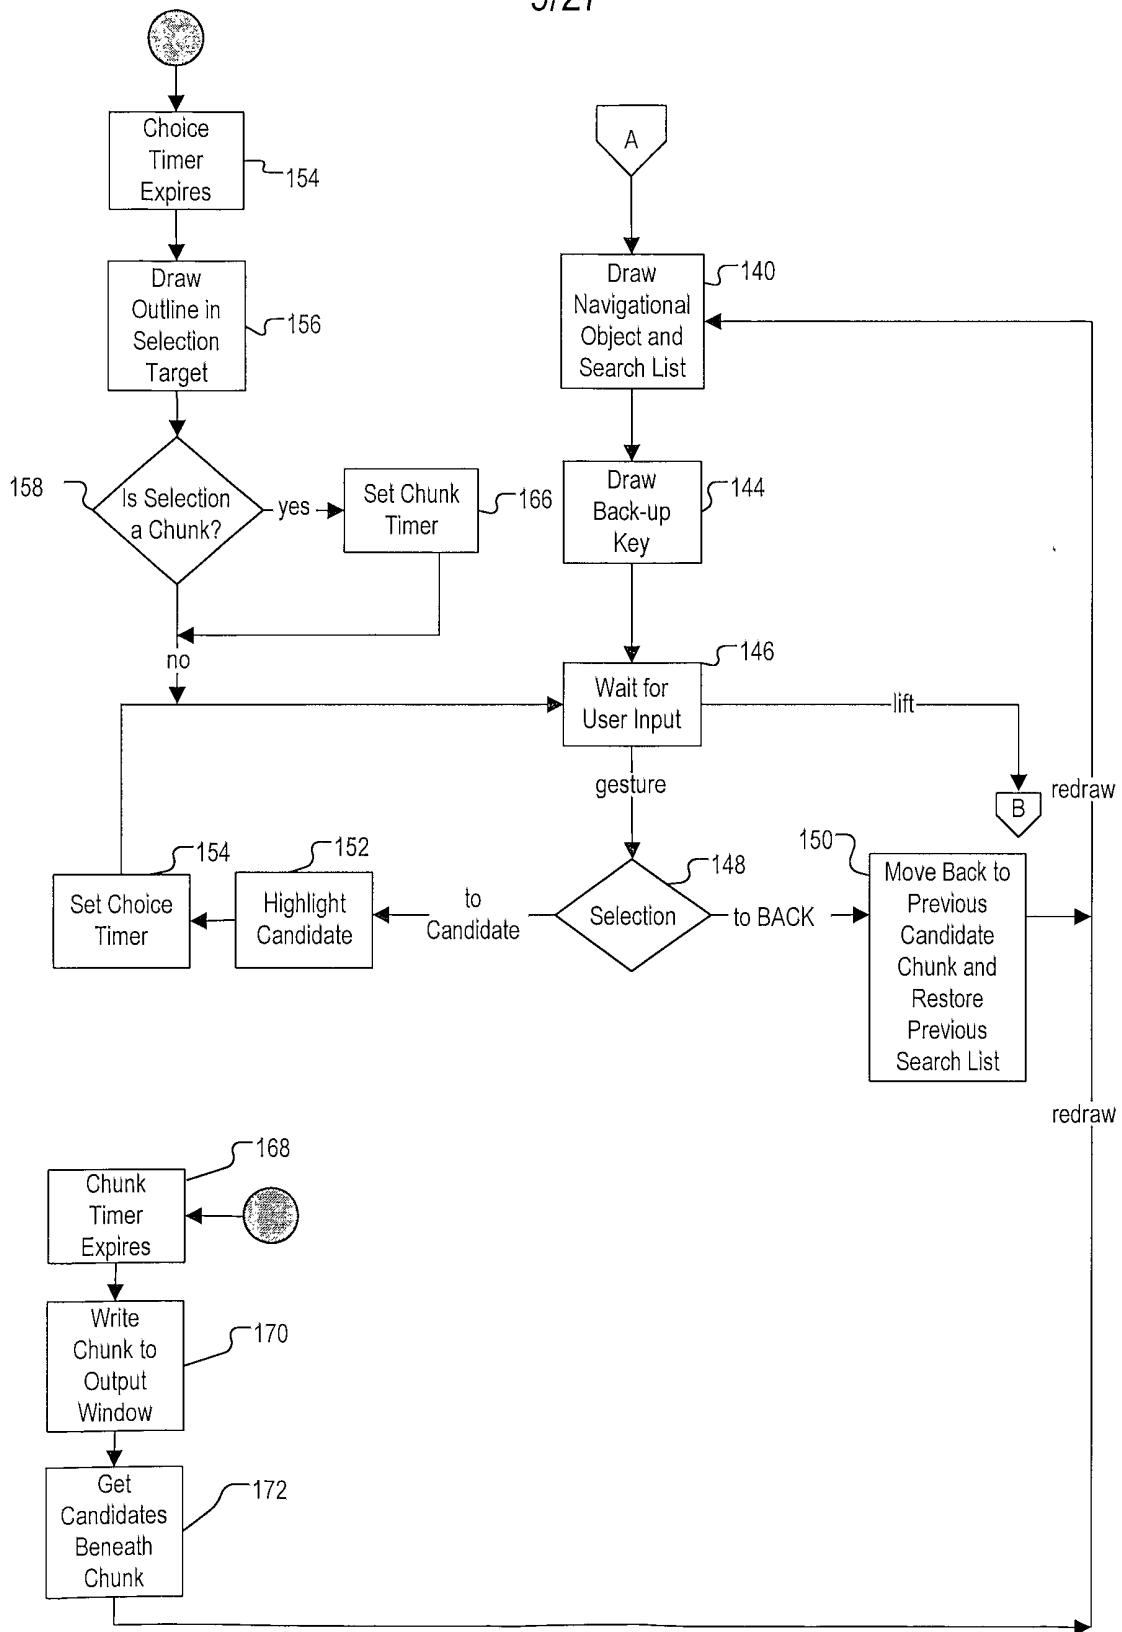 Choice
Timer
Expires
154
Draw
Outline in
Selection
Target
156
158
Is Selection
a Chunk?
yes
Set Chunk
Timer
166
no
A
Draw
Navigational
Object and
Search List
140
Draw
Back-up
Key
144
Wait for
User Input
146
lift
B
redraw
gesture
Selection
148
to
Candidate
Highlight
Candidate
152
Set Choice
Timer
154
to BACK
150
Move Back to
Previous
Candidate
Chunk and
Restore
Previous
Search List
redraw
Chunk
Timer
Expires
168
Write
Chunk to
Output
Window
170
Get
Candidates
Beneath
Chunk
172